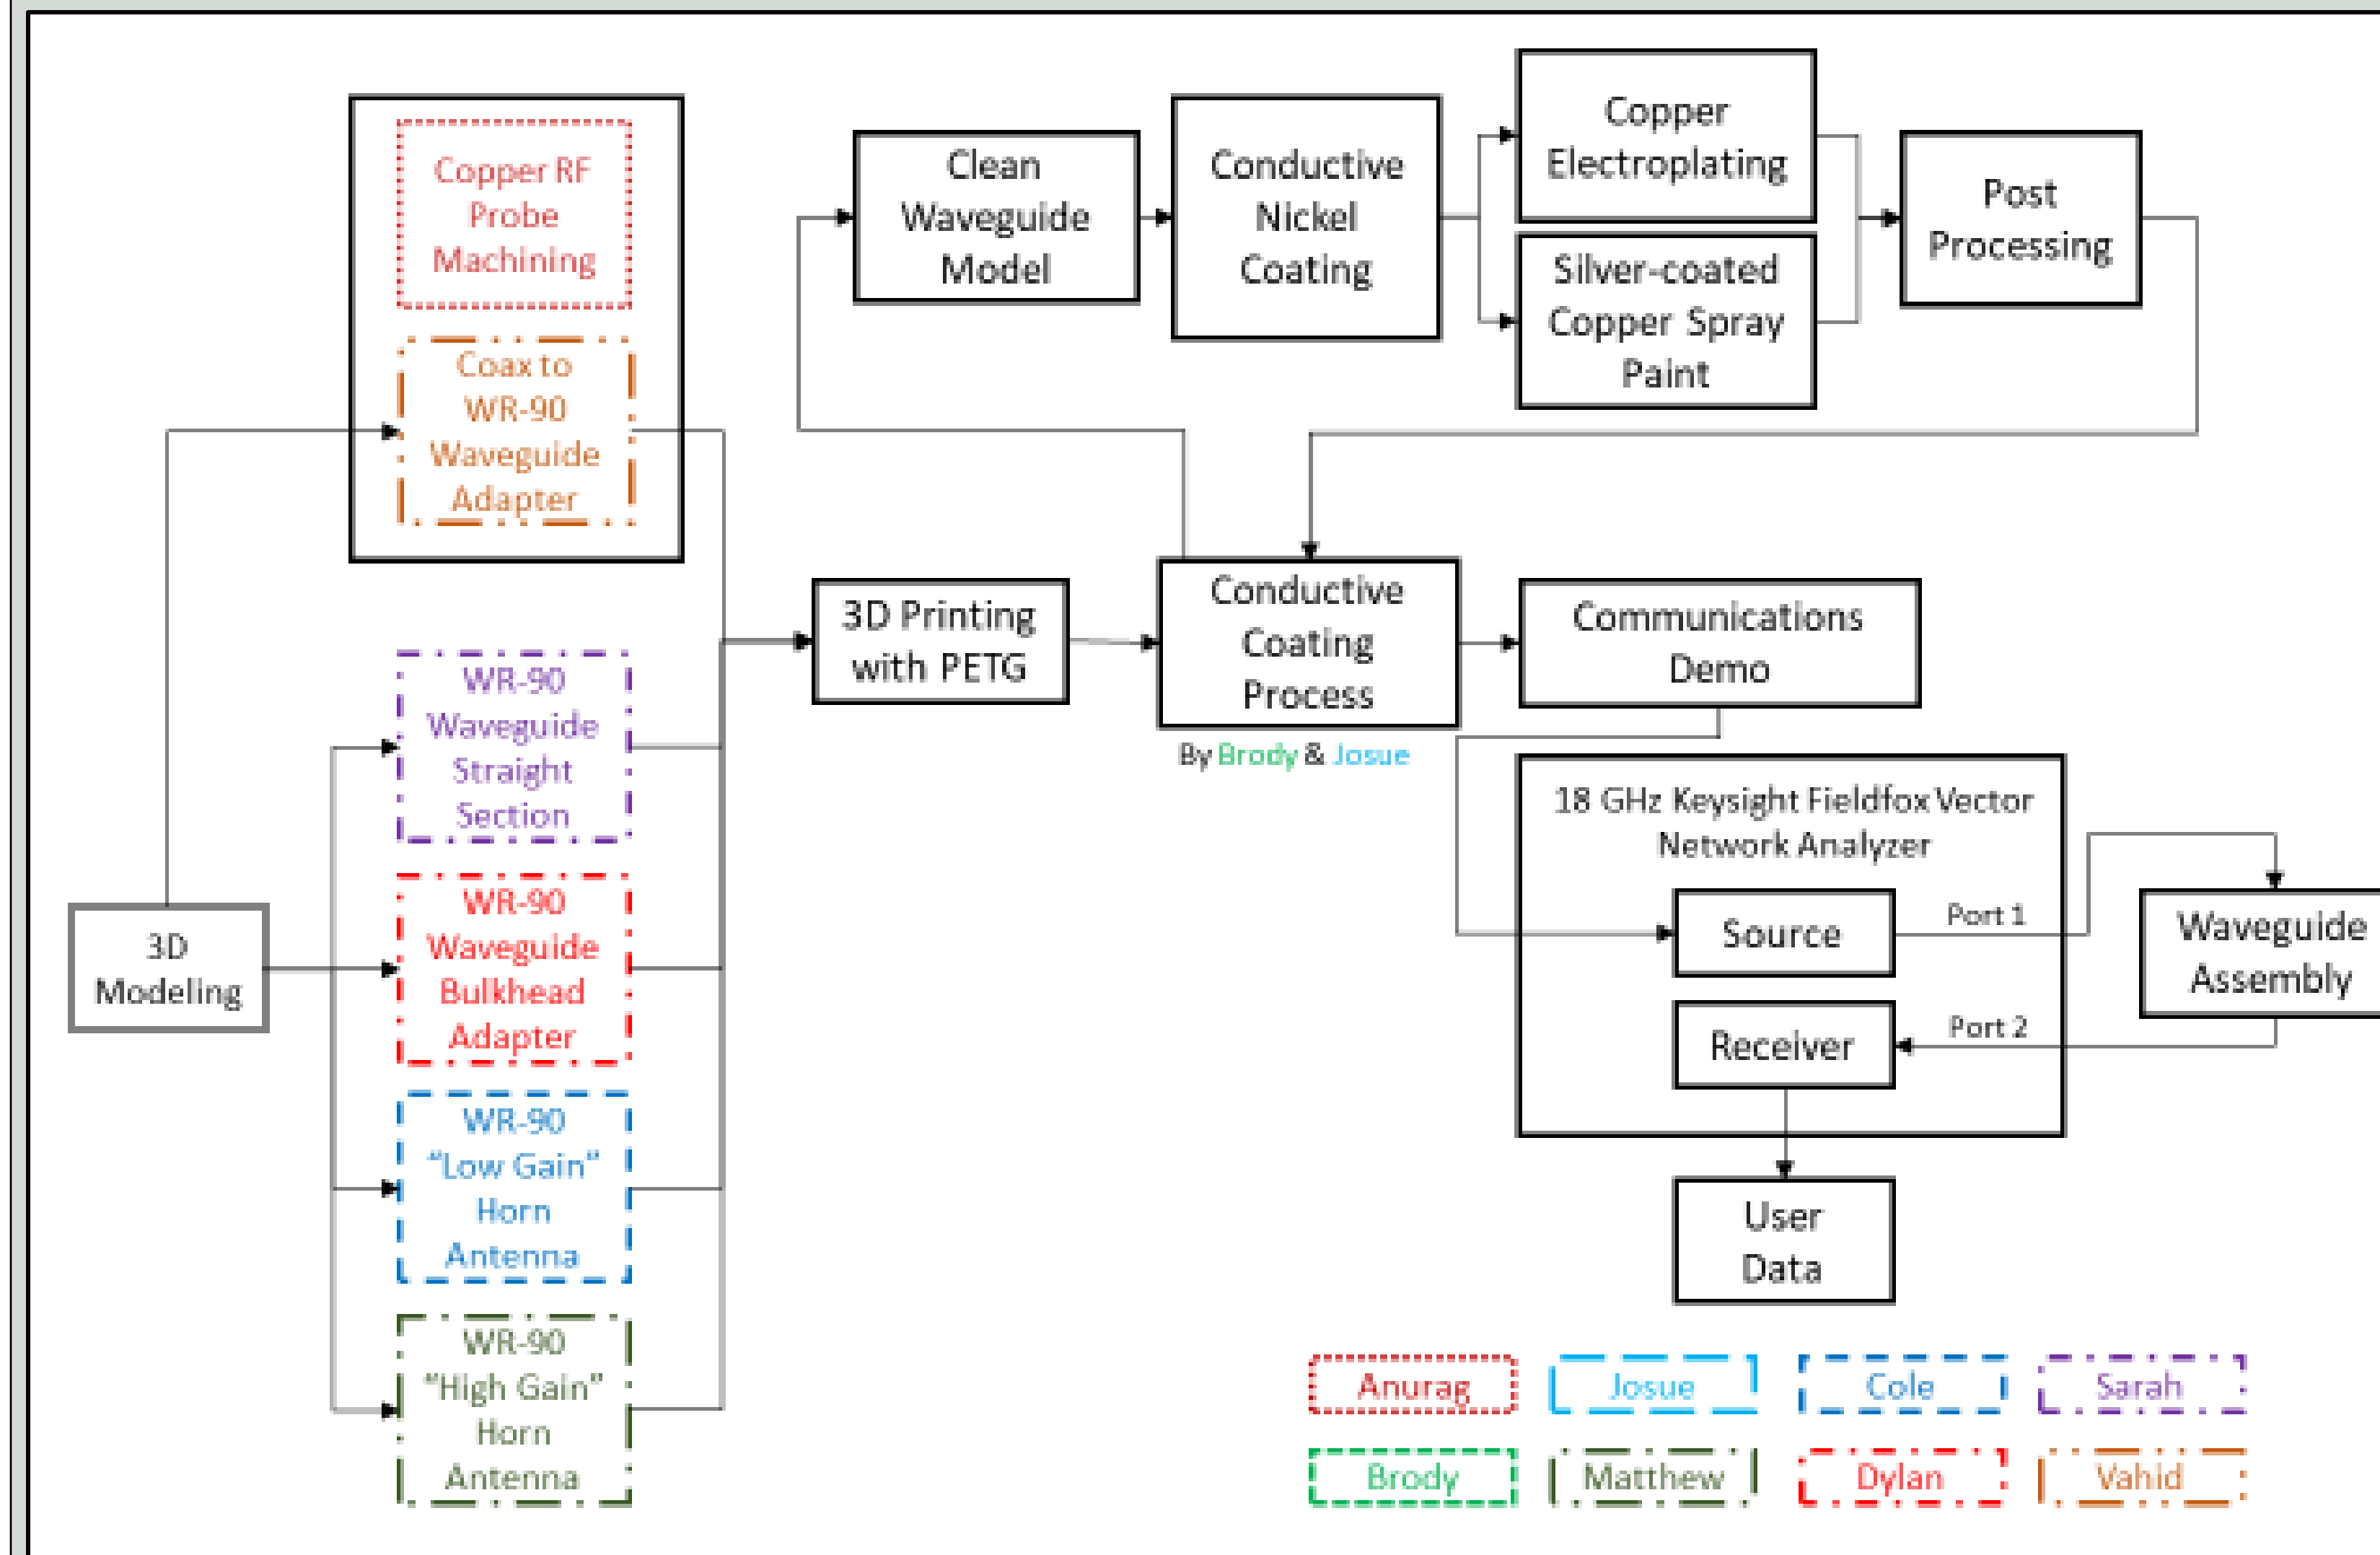 Copper RF
Probe
Machining
Coax to
WR-90
Waveguide
Adapter
WR-90
Waveguide
Straight
Section
WR-90
Waveguide
Bulkhead
Adapter
WR-90
“Low Gain”
Horn
Antenna
WR-90
“High Gain”
Horn
Antenna
3D
Modeling
Clean
Waveguide
Model
Conductive
Nickel
Coating
Copper
Electroplating
Silver-coated
Copper Spray
Paint
Post
Processing
3D Printing
with PETG
Conductive
Coating
Process
By Brody & Josue
Communications
Demo
18 GHz Keysight Fieldfox Vector
Network Analyzer
Source
Port 1
Waveguide
Assembly
Receiver
Port 2
User
Data
Anurag
Josue
Cole
Sarah
Brody
Matthew
Dylan
Vahid